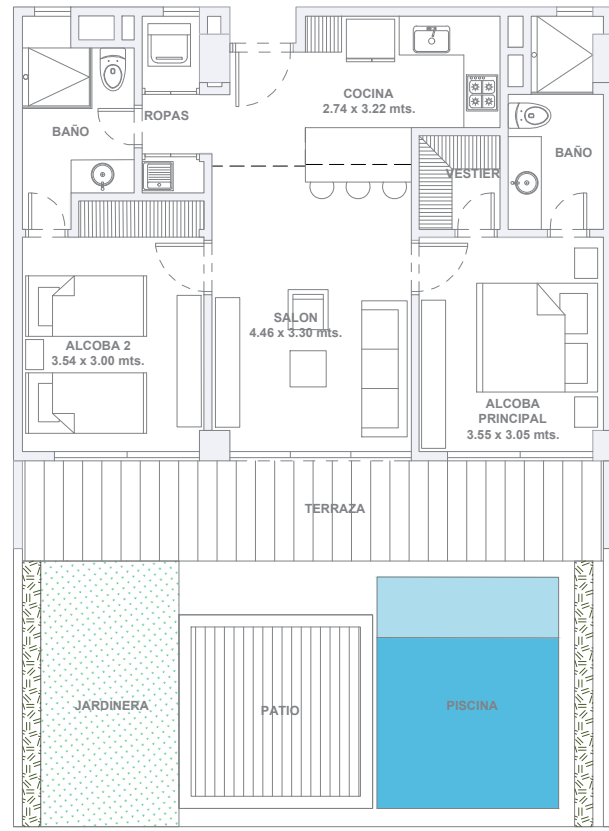 COCINA
2.74 x 3.22 mts.
ROPAS
BAÑO
BAÑO
VESTIER
SALON
4.46 x 3.30 mts.
ALCOBA 2
3.54 x 3.00 mts.
ALCOBA
PRINCIPAL
3.55 x 3.05 mts.
TERRAZA
JARDINERA
PATIO
PISCINA